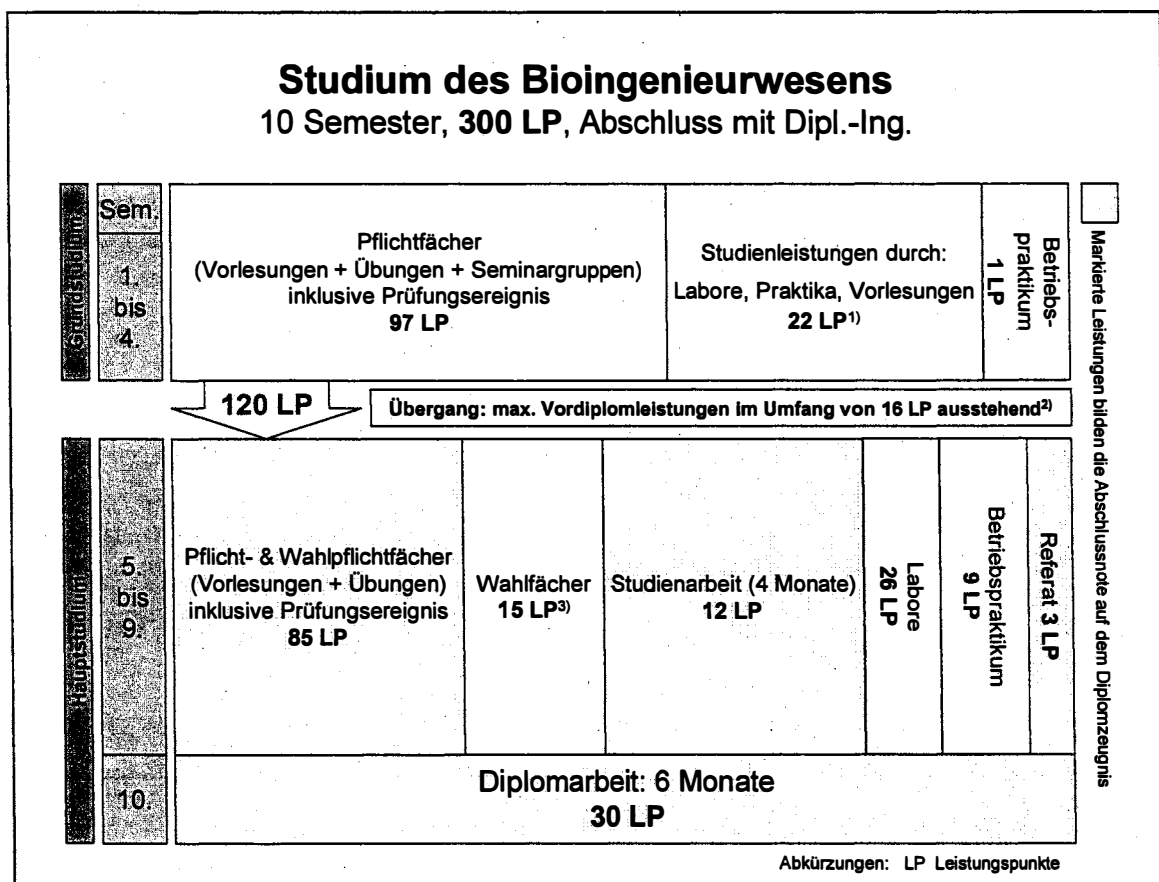 Studium des Bioingenieurwesens
10 Semester, 300 LP, Abschluss mit Dipl.-Ing.
Grundstudium
Sem.
1.
bis
4.
Pflichtfächer
(Vorlesungen + Übungen + Seminargruppen)
inklusive Prüfungsereignis
97 LP
Studienleistungen durch:
Labore, Praktika, Vorlesungen
22 LP¹⁾
Betriebs-
praktikum
1 LP
120 LP
Übergang: max. Vordiplomleistungen im Umfang von 16 LP ausstehend²⁾
Hauptstudium
5.
bis
9.
Pflicht- & Wahlpflichtfächer
(Vorlesungen + Übungen)
inklusive Prüfungsereignis
85 LP
Wahlfächer
15 LP³⁾
Studienarbeit (4 Monate)
12 LP
Labore
26 LP
Betriebspraktikum
9 LP
Referat 3 LP
10.
Diplomarbeit: 6 Monate
30 LP
Markierte Leistungen bilden die Abschlussnote auf dem Diplomzeugnis
Abkürzungen: LP Leistungspunkte